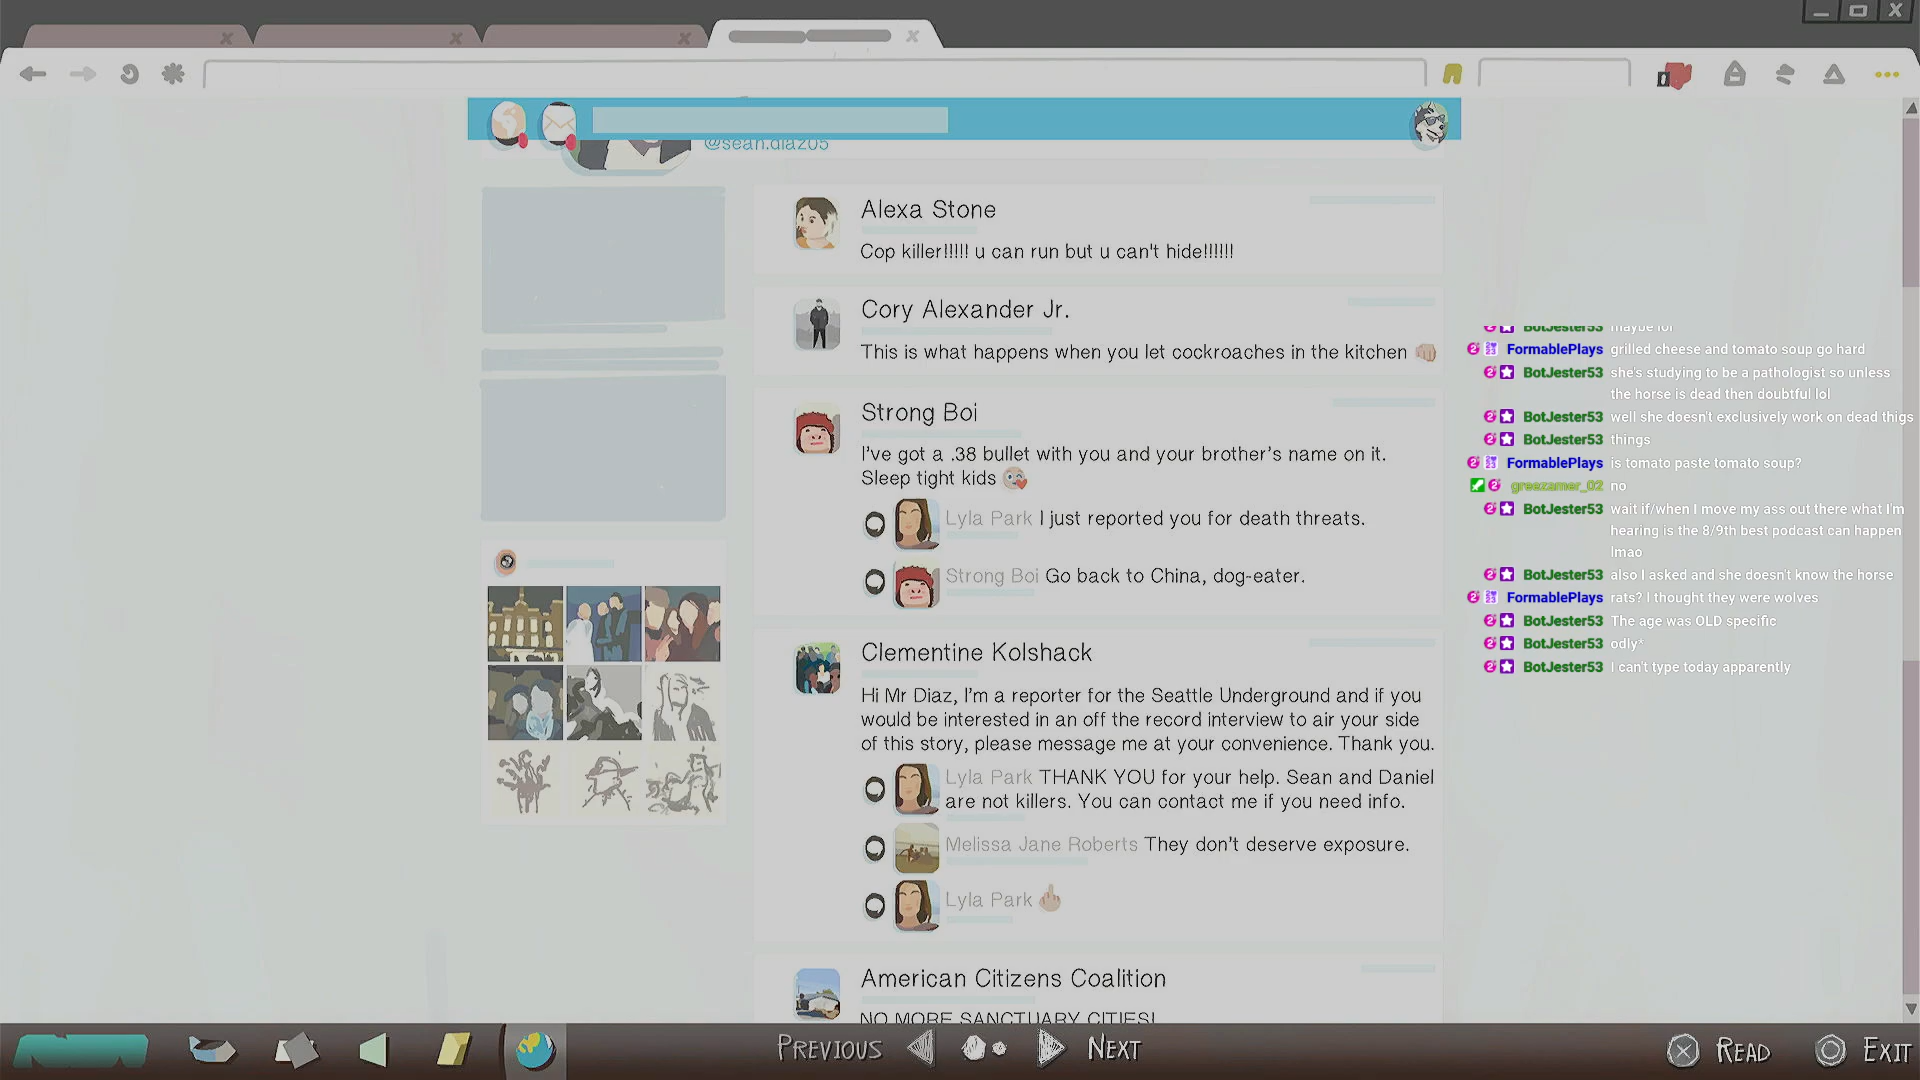 @sean.diaz05
Alexa Stone
Cop killer!!!!! u can run but u can't hide!!!!!!
Cory Alexander Jr.
This is what happens when you let cockroaches in the kitchen
Strong Boi
I've got a .38 bullet with you and your brother's name on it.
Sleep tight kids
Lyla Park I just reported you for death threats.
Strong Boi Go back to China, dog-eater.
Clementine Kolshack
Hi Mr Diaz, I'm a reporter for the Seattle Underground and if you
would be interested in an off the record interview to air your side
of this story, please message me at your convenience. Thank you.
Lyla Park THANK YOU for your help. Sean and Daniel
are not killers. You can contact me if you need info.
Melissa Jane Roberts They don't deserve exposure.
Lyla Park
American Citizens Coalition
NO MORE SANCTUARY CITIES!
BotJester53 maybe lol
FormablePlays grilled cheese and tomato soup go hard
BotJester53 she's studying to be a pathologist so unless
the horse is dead then doubtful lol
BotJester53 well she doesn't exclusively work on dead thigs
BotJester53 things
FormablePlays is tomato paste tomato soup?
greezamer_02 no
BotJester53 wait if/when I move my ass out there what I'm
hearing is the 8/9th best podcast can happen
lmao
BotJester53 also I asked and she doesn't know the horse
FormablePlays rats? I thought they were wolves
BotJester53 The age was OLD specific
BotJester53 odly*
BotJester53 I can't type today apparently
PREVIOUS
NEXT
READ
EXIT